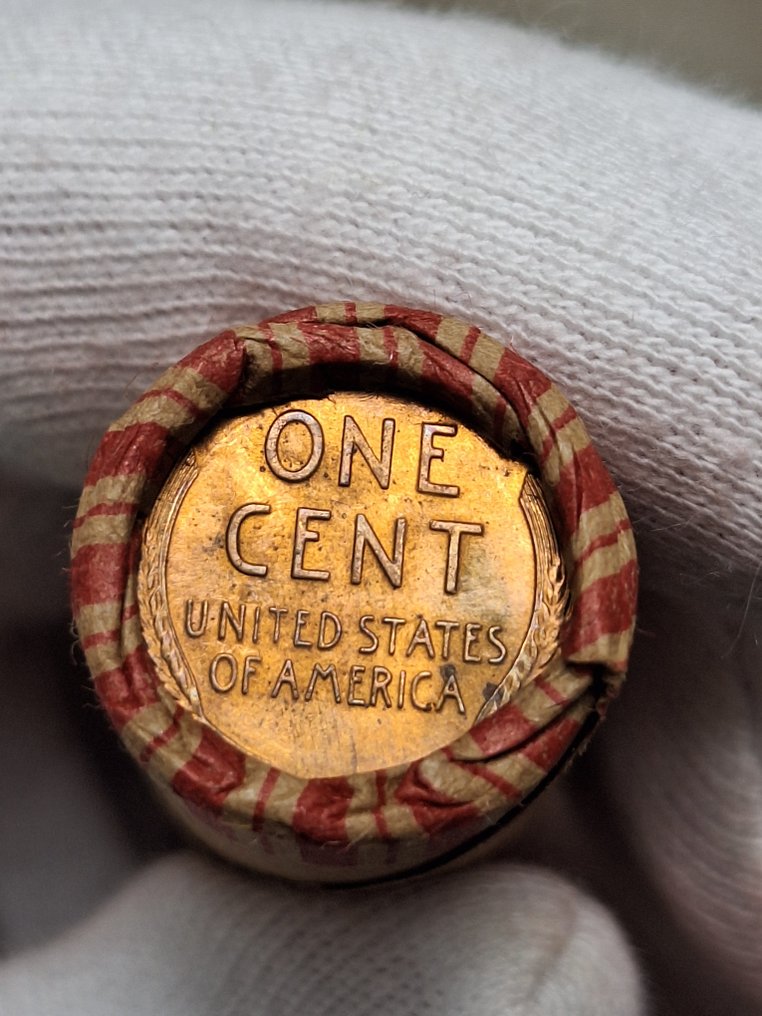 ONE
CENT
UNITED STATES
OF AMERICA